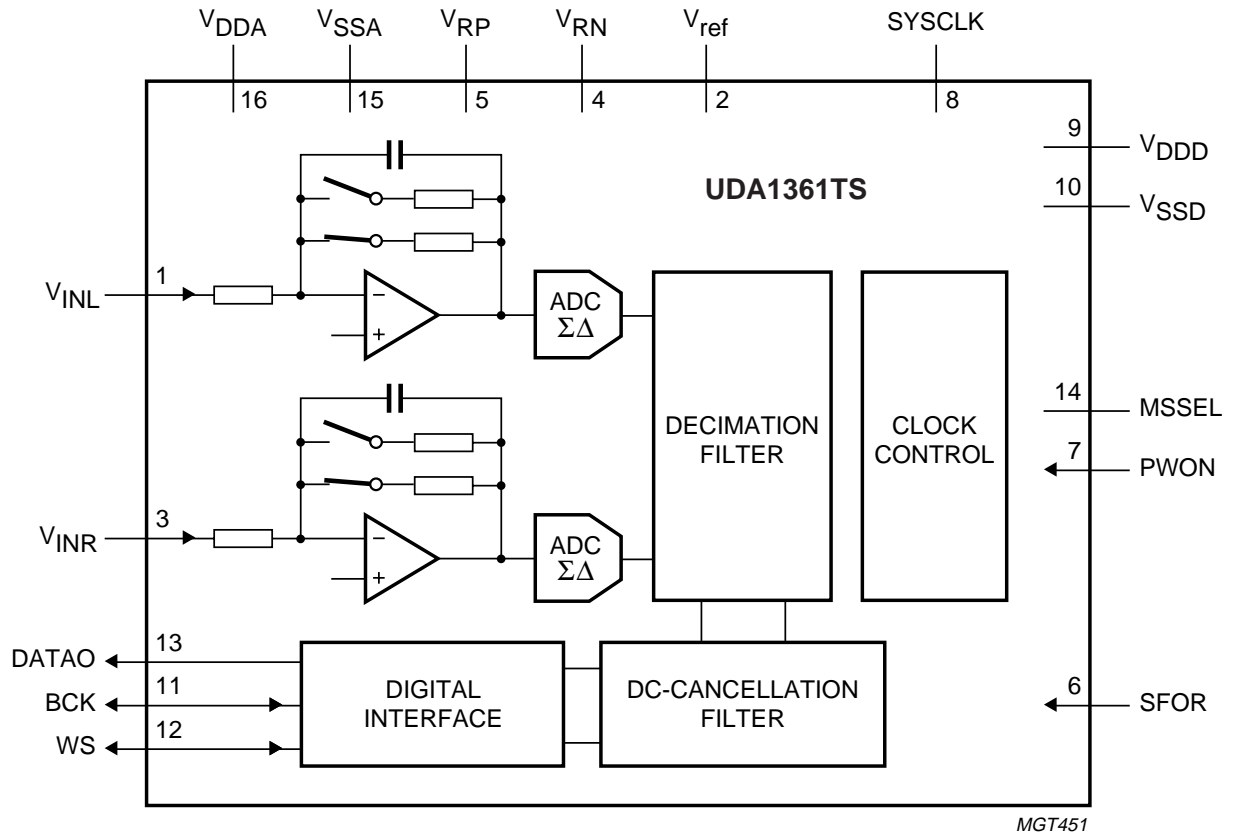 VDDA VSSA VRP VRN Vref SYSCLK
16 15 5 4 2 8
9 VDDD
UDA1361TS
10 VSSD
VINL 1
− +
ADC ΣΔ
DECIMATION
FILTER
CLOCK
CONTROL
14 MSSEL
7 PWON
VINR 3
− +
ADC ΣΔ
DATAO 13
BCK 11
WS 12
DIGITAL
INTERFACE
DC-CANCELLATION
FILTER
6 SFOR
MGT451